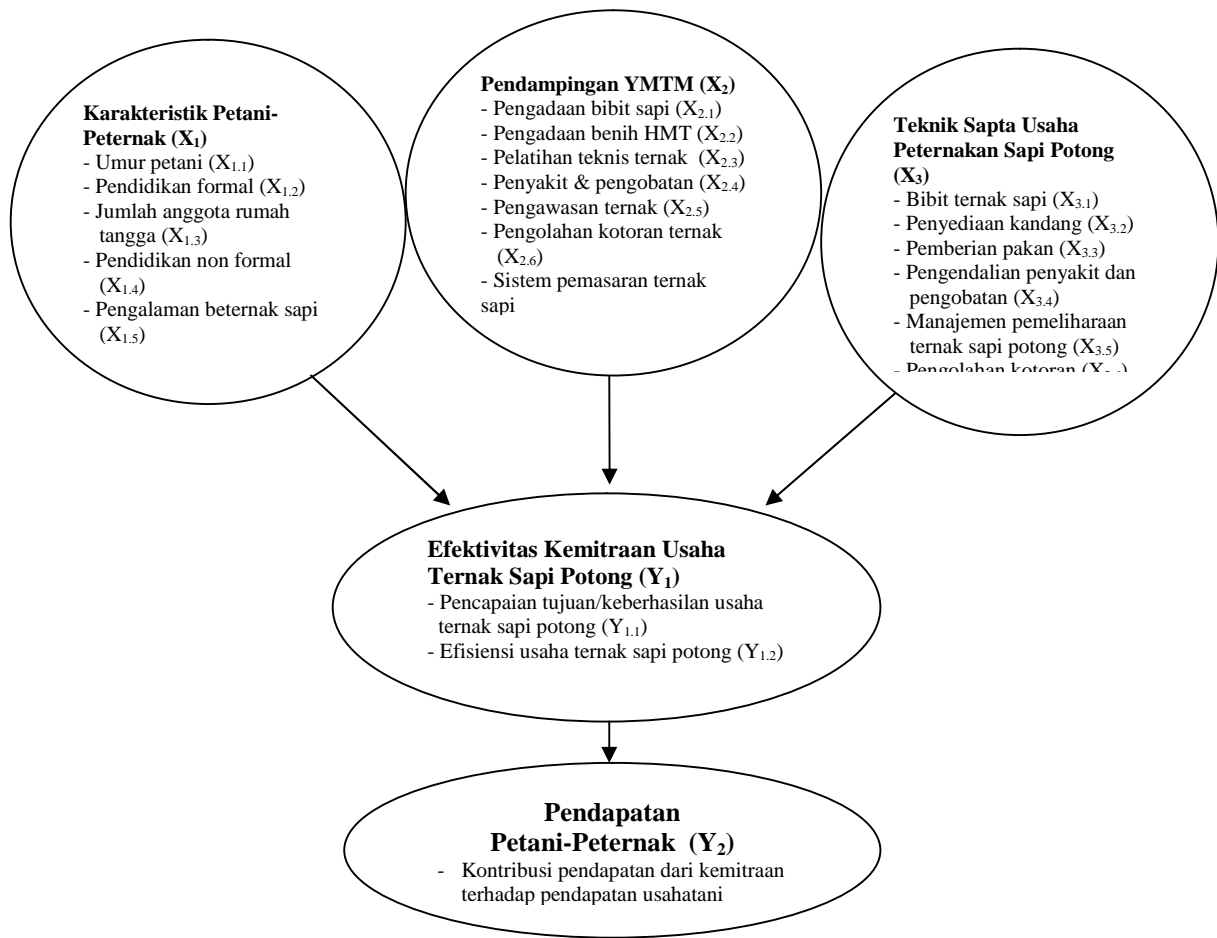 Karakteristik Petani-
Peternak (X1)
- Umur petani (X1.1)
- Pendidikan formal (X1.2)
- Jumlah anggota rumah
tangga (X1.3)
- Pendidikan non formal
(X1.4)
- Pengalaman beternak sapi
(X1.5)
Pendampingan YMTM (X2)
- Pengadaan bibit sapi (X2.1)
- Pengadaan benih HMT (X2.2)
- Pelatihan teknis ternak (X2.3)
- Penyakit & pengobatan (X2.4)
- Pengawasan ternak (X2.5)
- Pengolahan kotoran ternak
(X2.6)
- Sistem pemasaran ternak
sapi
Teknik Sapta Usaha
Peternakan Sapi Potong
(X3)
- Bibit ternak sapi (X3.1)
- Penyediaan kandang (X3.2)
- Pemberian pakan (X3.3)
- Pengendalian penyakit dan
pengobatan (X3.4)
- Manajemen pemeliharaan
ternak sapi potong (X3.5)
- Pengolahan kotoran
Efektivitas Kemitraan Usaha
Ternak Sapi Potong (Y1)
- Pencapaian tujuan/keberhasilan usaha
ternak sapi potong (Y1.1)
- Efisiensi usaha ternak sapi potong (Y1.2)
Pendapatan
Petani-Peternak (Y2)
- Kontribusi pendapatan dari kemitraan
terhadap pendapatan usahatani